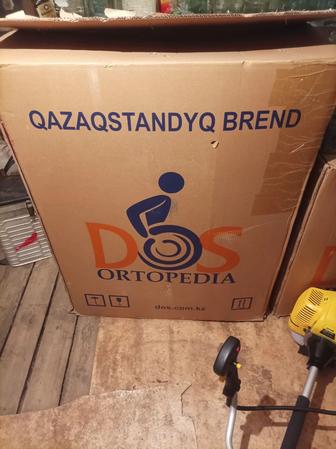 QAZAQSTANDYQ BREND
DOS
ORTOPEDIA
dos.com.kz